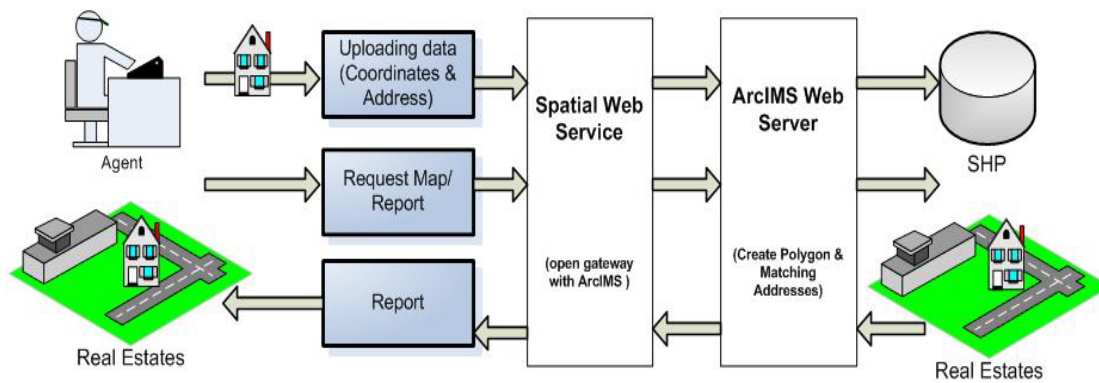 Agent
Uploading data
(Coordinates &
Address)
Request Map/
Report
Report
Real Estates
Spatial Web
Service
(open gateway
with ArcIMS )
ArcIMS Web
Server
(Create Polygon &
Matching
Addresses)
SHP
Real Estates